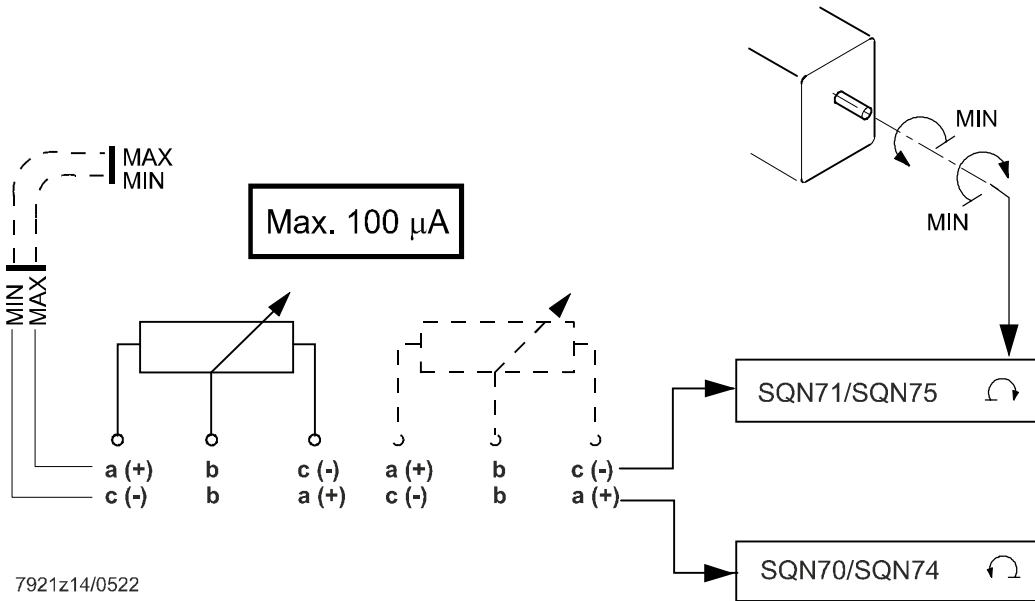 MIN
MIN
MAX
MIN
Max. 100 µA
MIN
MAX
SQN71/SQN75
a (+) b c (-) a (+) b c (-)
c (-) b a (+) c (-) b a (+)
SQN70/SQN74
7921z14/0522